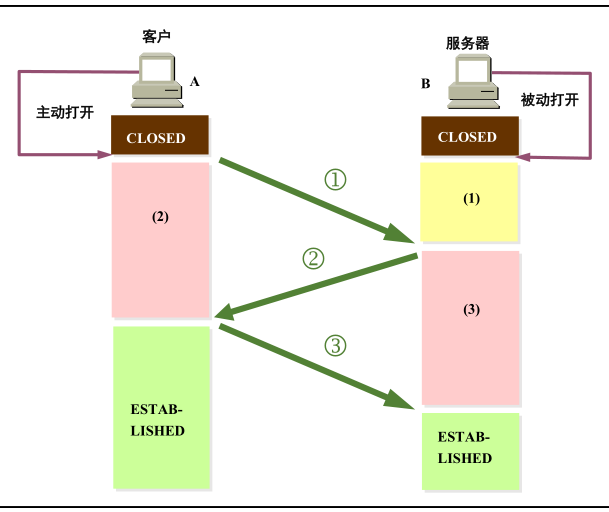 客户
服务器
A
B
主动打开
被动打开
CLOSED
CLOSED
①
(1)
(2)
②
(3)
③
ESTAB-
LISHED
ESTAB-
LISHED